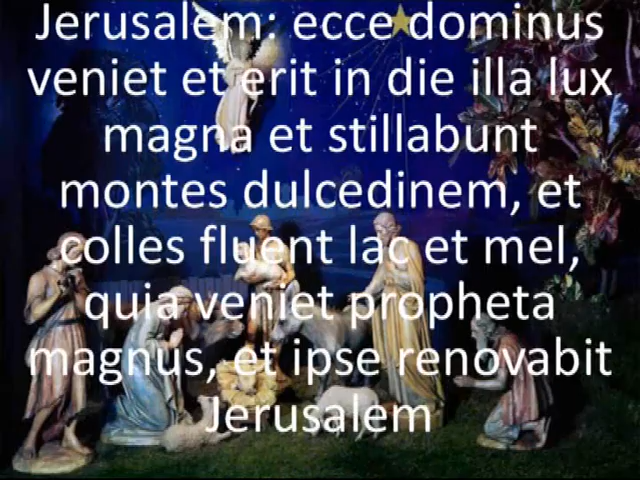 Jerusalem: ecce dominus
veniet et erit in die illa lux
magna et stillabunt
montes dulcedinem, et
colles fluent lac et mel,
quia veniet propheta
magnus, et ipse renovabit
Jerusalem